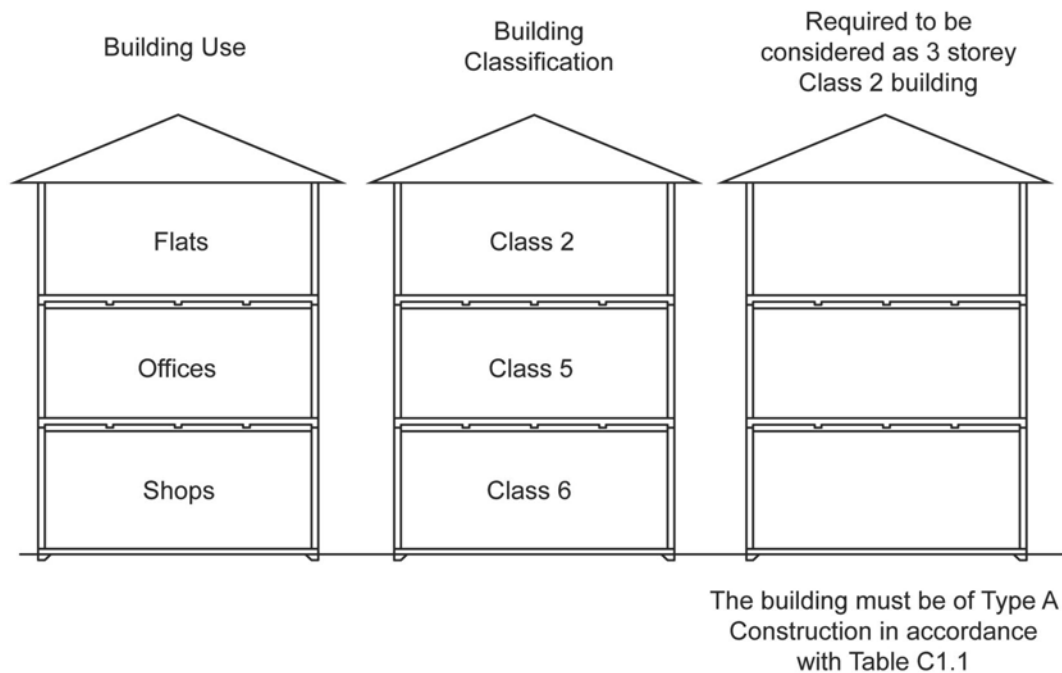 Building Use
Building
Classification
Required to be
considered as 3 storey
Class 2 building
Flats
Class 2
Offices
Class 5
Shops
Class 6
The building must be of Type A
Construction in accordance
with Table C1.1